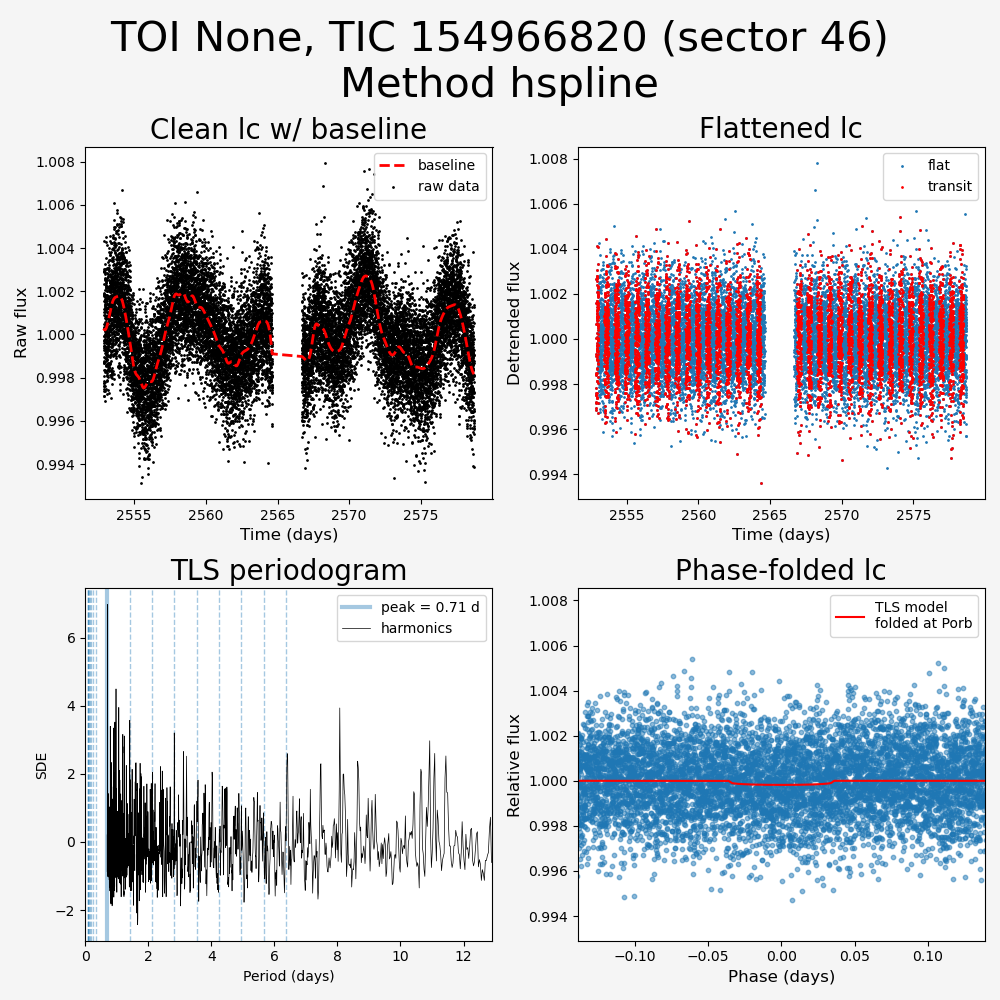 TOI None, TIC 154966820 (sector 46)
Method hspline
Clean lc w/ baseline
Flattened lc
1.008
1.006
1.004
1.002
1.000
0.998
0.996
0.994
Raw flux
baseline
raw data
2555
2560
2565
2570
2575
Time (days)
1.008
1.006
1.004
1.002
1.000
0.998
0.996
0.994
Detrended flux
flat
transit
2555
2560
2565
2570
2575
Time (days)
TLS periodogram
Phase-folded lc
6
4
2
0
−2
SDE
peak = 0.71 d
harmonics
0
2
4
6
8
10
12
Period (days)
1.008
1.006
1.004
1.002
1.000
0.998
0.996
0.994
Relative flux
TLS model
folded at Porb
−0.10
−0.05
0.00
0.05
0.10
Phase (days)